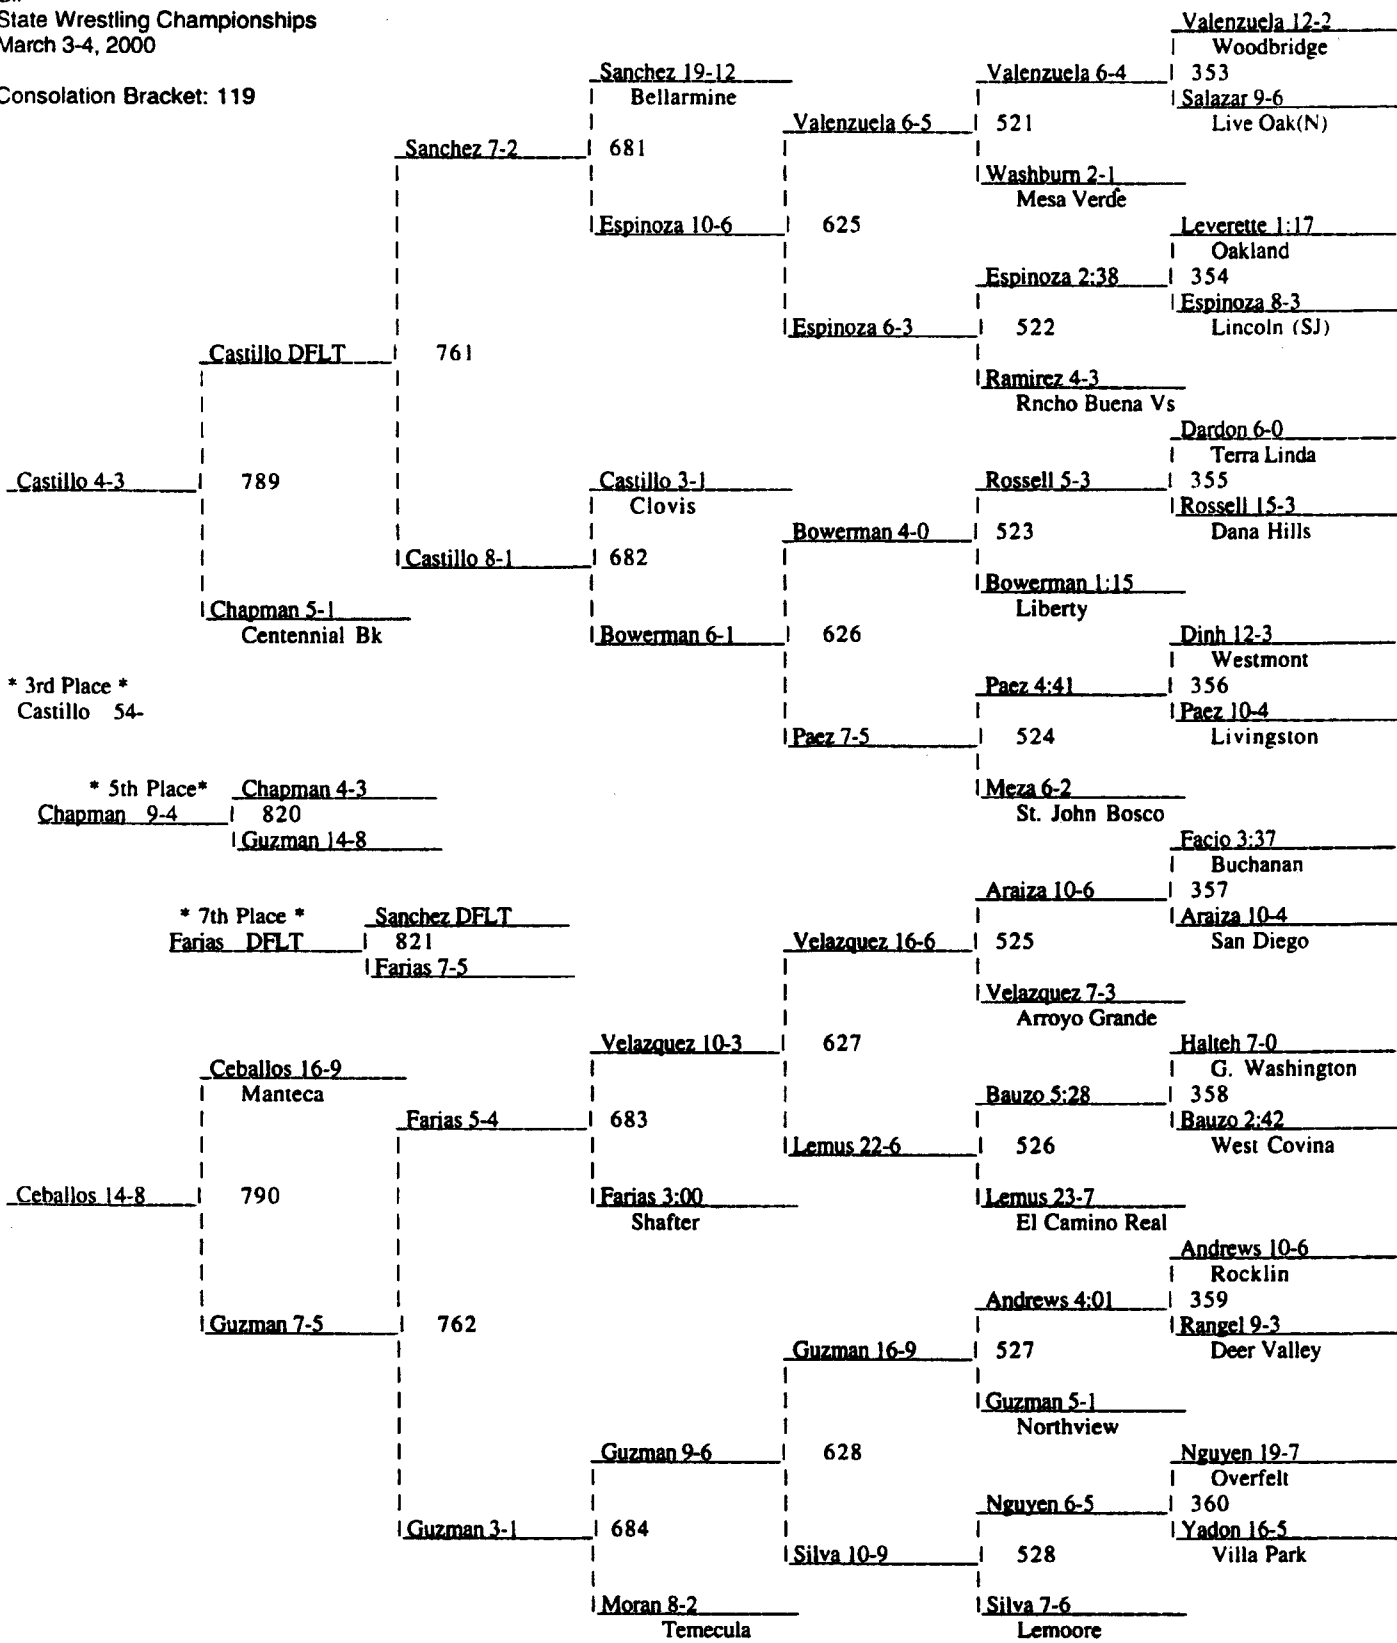 State Wrestling Championships
March 3-4, 2000
Consolation Bracket: 119
Valenzuela 12-2
Woodbridge
353
Salazar 9-6
Live Oak(N)
Valenzuela 6-4
521
Washburn 2-1
Mesa Verde
Leverette 1:17
Oakland
354
Espinoza 8-3
Lincoln (SJ)
Espinoza 2:38
522
Ramirez 4-3
Rncho Buena Vs
Dardon 6-0
Terra Linda
355
Rossell 15-3
Dana Hills
Rossell 5-3
523
Bowerman 1:15
Liberty
Dinh 12-3
Westmont
356
Paez 10-4
Livingston
Paez 4:41
524
Meza 6-2
St. John Bosco
Facio 3:37
Buchanan
357
Araiza 10-4
San Diego
Araiza 10-6
525
Velazquez 7-3
Arroyo Grande
Halteh 7-0
G. Washington
358
Bauzo 2:42
West Covina
Bauzo 5:28
526
Lemus 23-7
El Camino Real
Andrews 10-6
Rocklin
359
Rangel 9-3
Deer Valley
Andrews 4:01
527
Guzman 5-1
Northview
Nguyen 19-7
Overfelt
360
Yadon 16-5
Villa Park
Nguyen 6-5
528
Silva 7-6
Lemoore
Valenzuela 6-5
625
Espinoza 6-3
Bowerman 4-0
626
Paez 7-5
Velazquez 16-6
627
Lemus 22-6
Guzman 16-9
628
Silva 10-9
Sanchez 19-12
Bellarmine
681
Espinoza 10-6
Castillo 3-1
Clovis
682
Bowerman 6-1
Velazquez 10-3
683
Farias 3:00
Shafter
Guzman 9-6
684
Moran 8-2
Temecula
Sanchez 7-2
761
Castillo 8-1
Farias 5-4
762
Guzman 3-1
Castillo DFLT
789
Chapman 5-1
Centennial Bk
Castillo 4-3
Ceballos 16-9
Manteca
790
Guzman 7-5
Ceballos 14-8
* 3rd Place *
Castillo 54-
* 5th Place*
Chapman 4-3
Chapman 9-4
820
Guzman 14-8
* 7th Place *
Sanchez DFLT
Farias DFLT
821
Farias 7-5